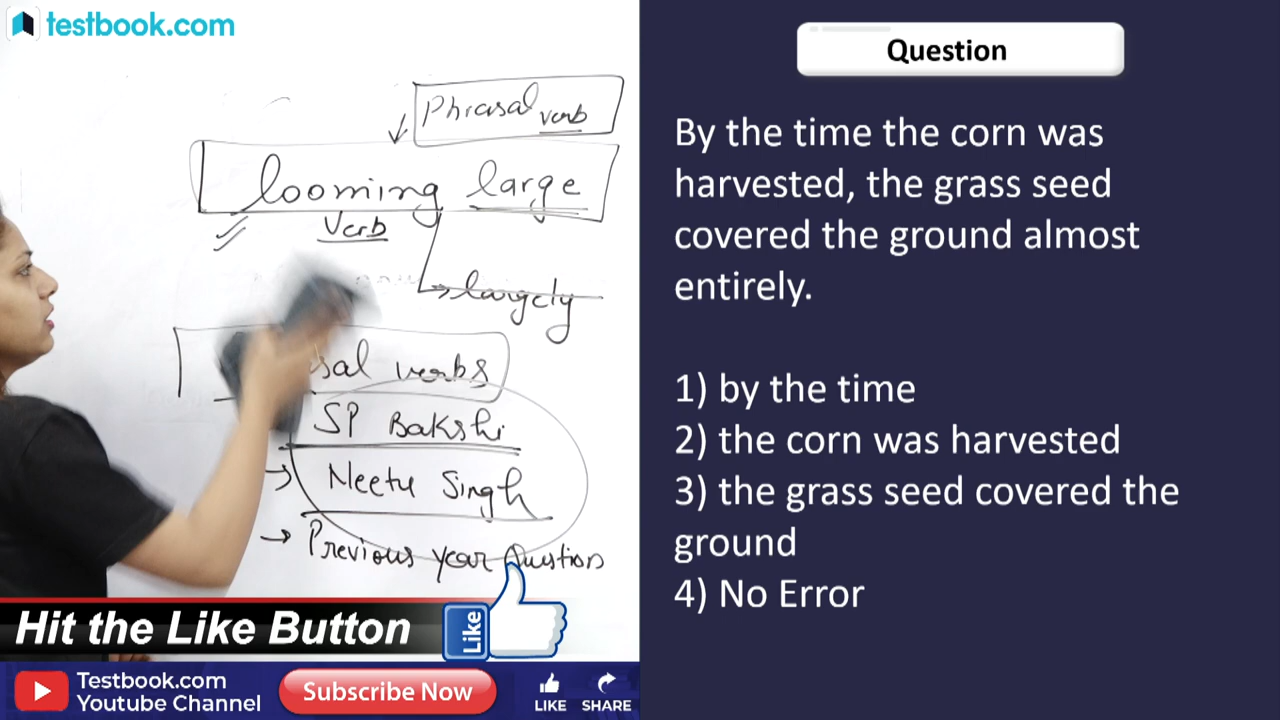 testbook.com
Phrasal verb
looming large
Verb
largely
sal verbs
SP Bakshi
Neetu Singh
Previous year Question
Hit the Like Button
Like
Testbook.com
Youtube Channel
Subscribe Now
LIKE
SHARE
Question
By the time the corn was
harvested, the grass seed
covered the ground almost
entirely.
1) by the time
2) the corn was harvested
3) the grass seed covered the
ground
4) No Error